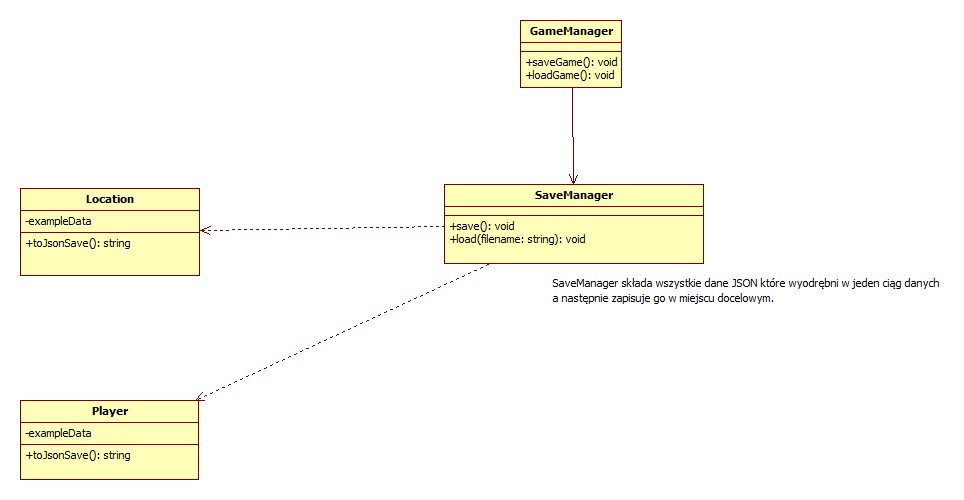 GameManager
+saveGame(): void
+loadGame(): void
Location
-exampleData
+toJsonSave(): string
SaveManager
+save(): void
+load(filename: string): void
SaveManager składa wszystkie dane JSON które wyodrębni w jeden ciąg danych
a następnie zapisuje go w miejscu docelowym.
Player
-exampleData
+toJsonSave(): string